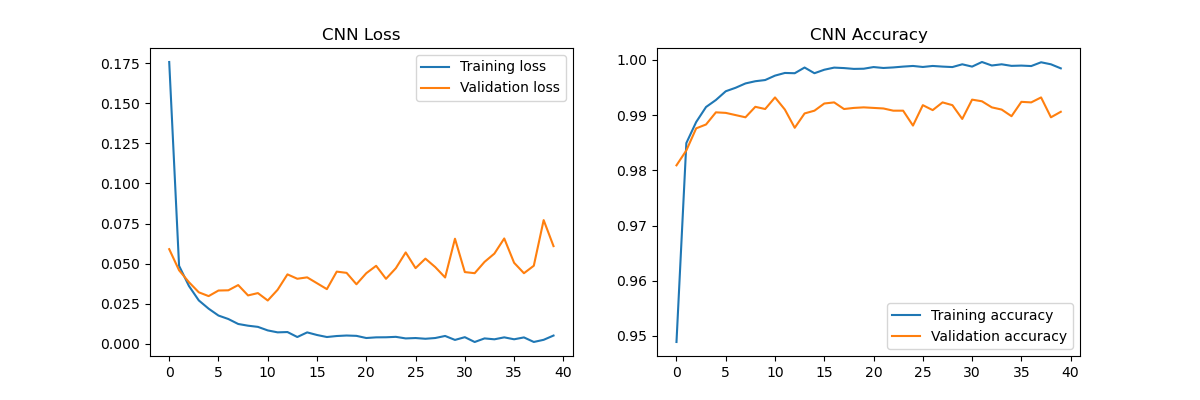 CNN Loss
Training loss
Validation loss
0.175
0.150
0.125
0.100
0.075
0.050
0.025
0.000
0 5 10 15 20 25 30 35 40
CNN Accuracy
1.00
0.99
0.98
0.97
0.96
0.95
Training accuracy
Validation accuracy
0 5 10 15 20 25 30 35 40